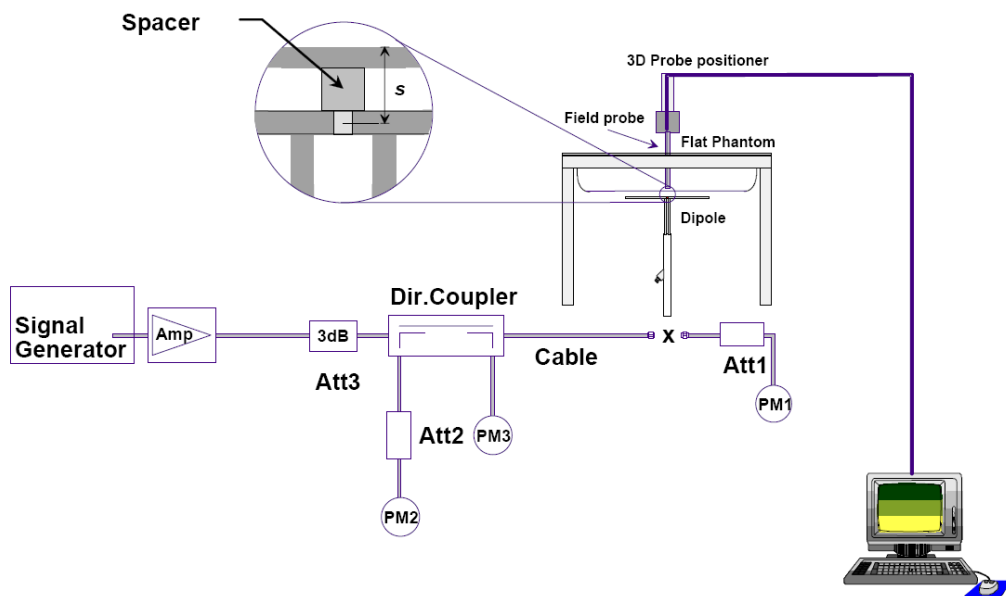 Spacer
s
3D Probe positioner
Field probe
Flat Phantom
Dipole
Dir.Coupler
Signal
Generator
Amp
3dB
Att3
Cable
x
Att1
PM1
Att2
PM3
PM2